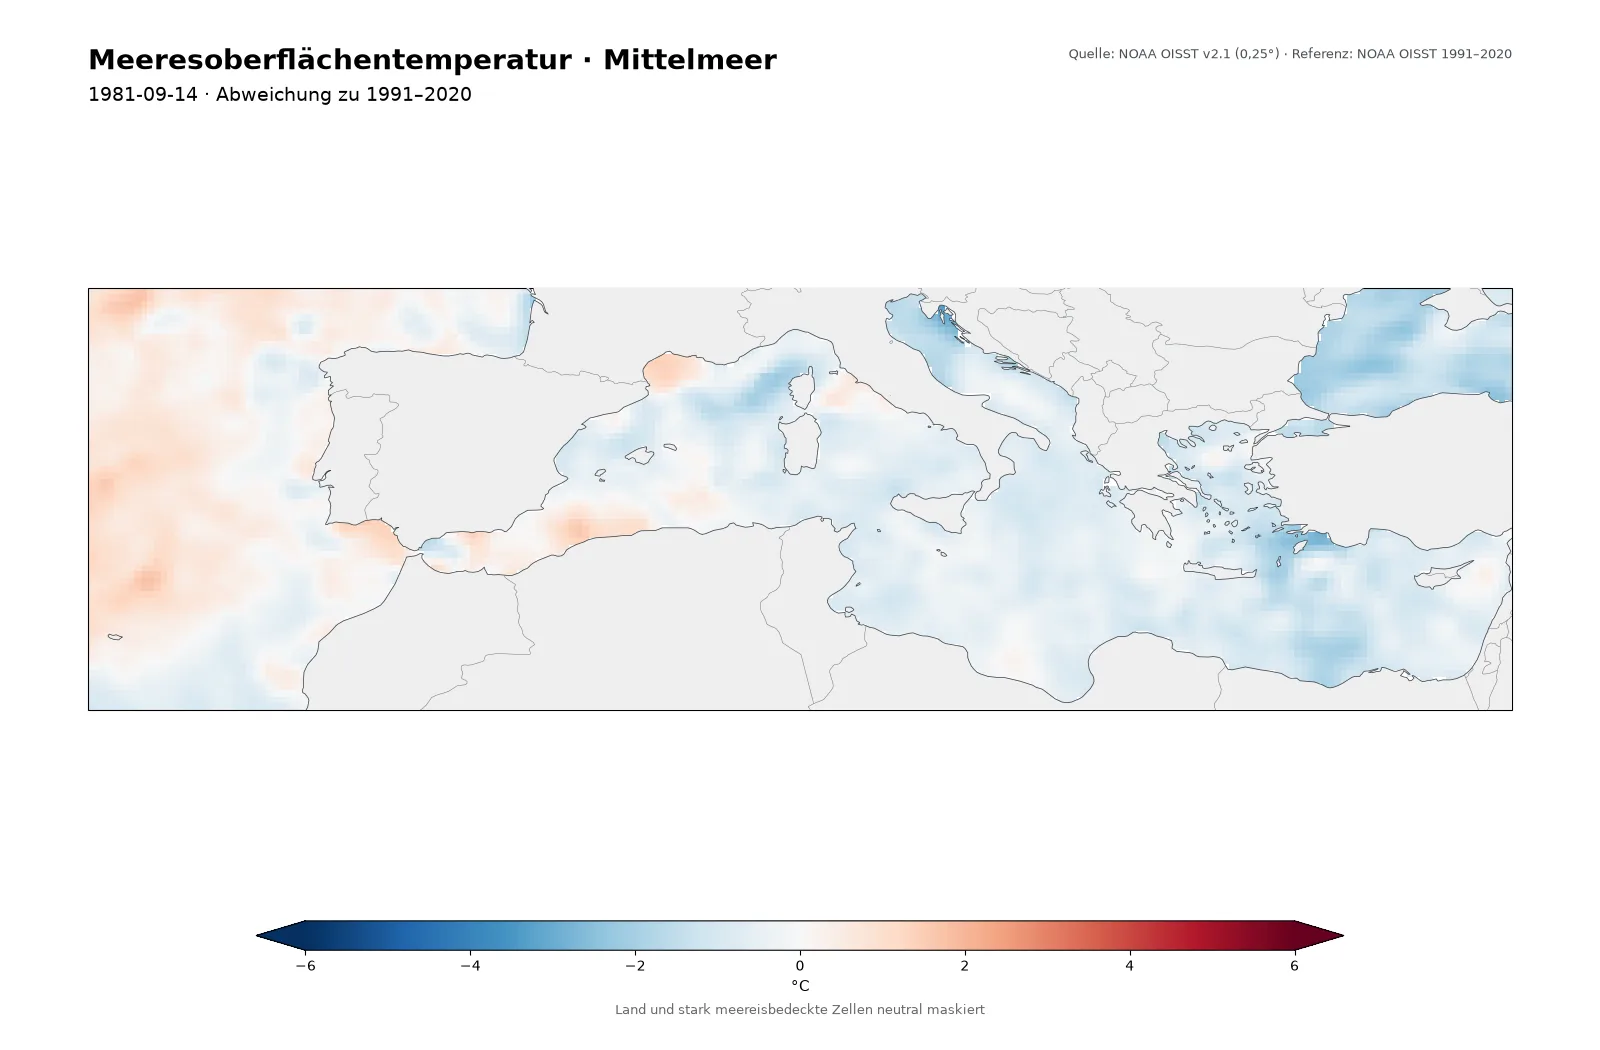 Meeresoberflächentemperatur · Mittelmeer
Quelle: NOAA OISST v2.1 (0,25°) · Referenz: NOAA OISST 1991–2020
1981-09-14 · Abweichung zu 1991–2020
−6 −4 −2 0 2 4 6
°C
Land und stark meereisbedeckte Zellen neutral maskiert